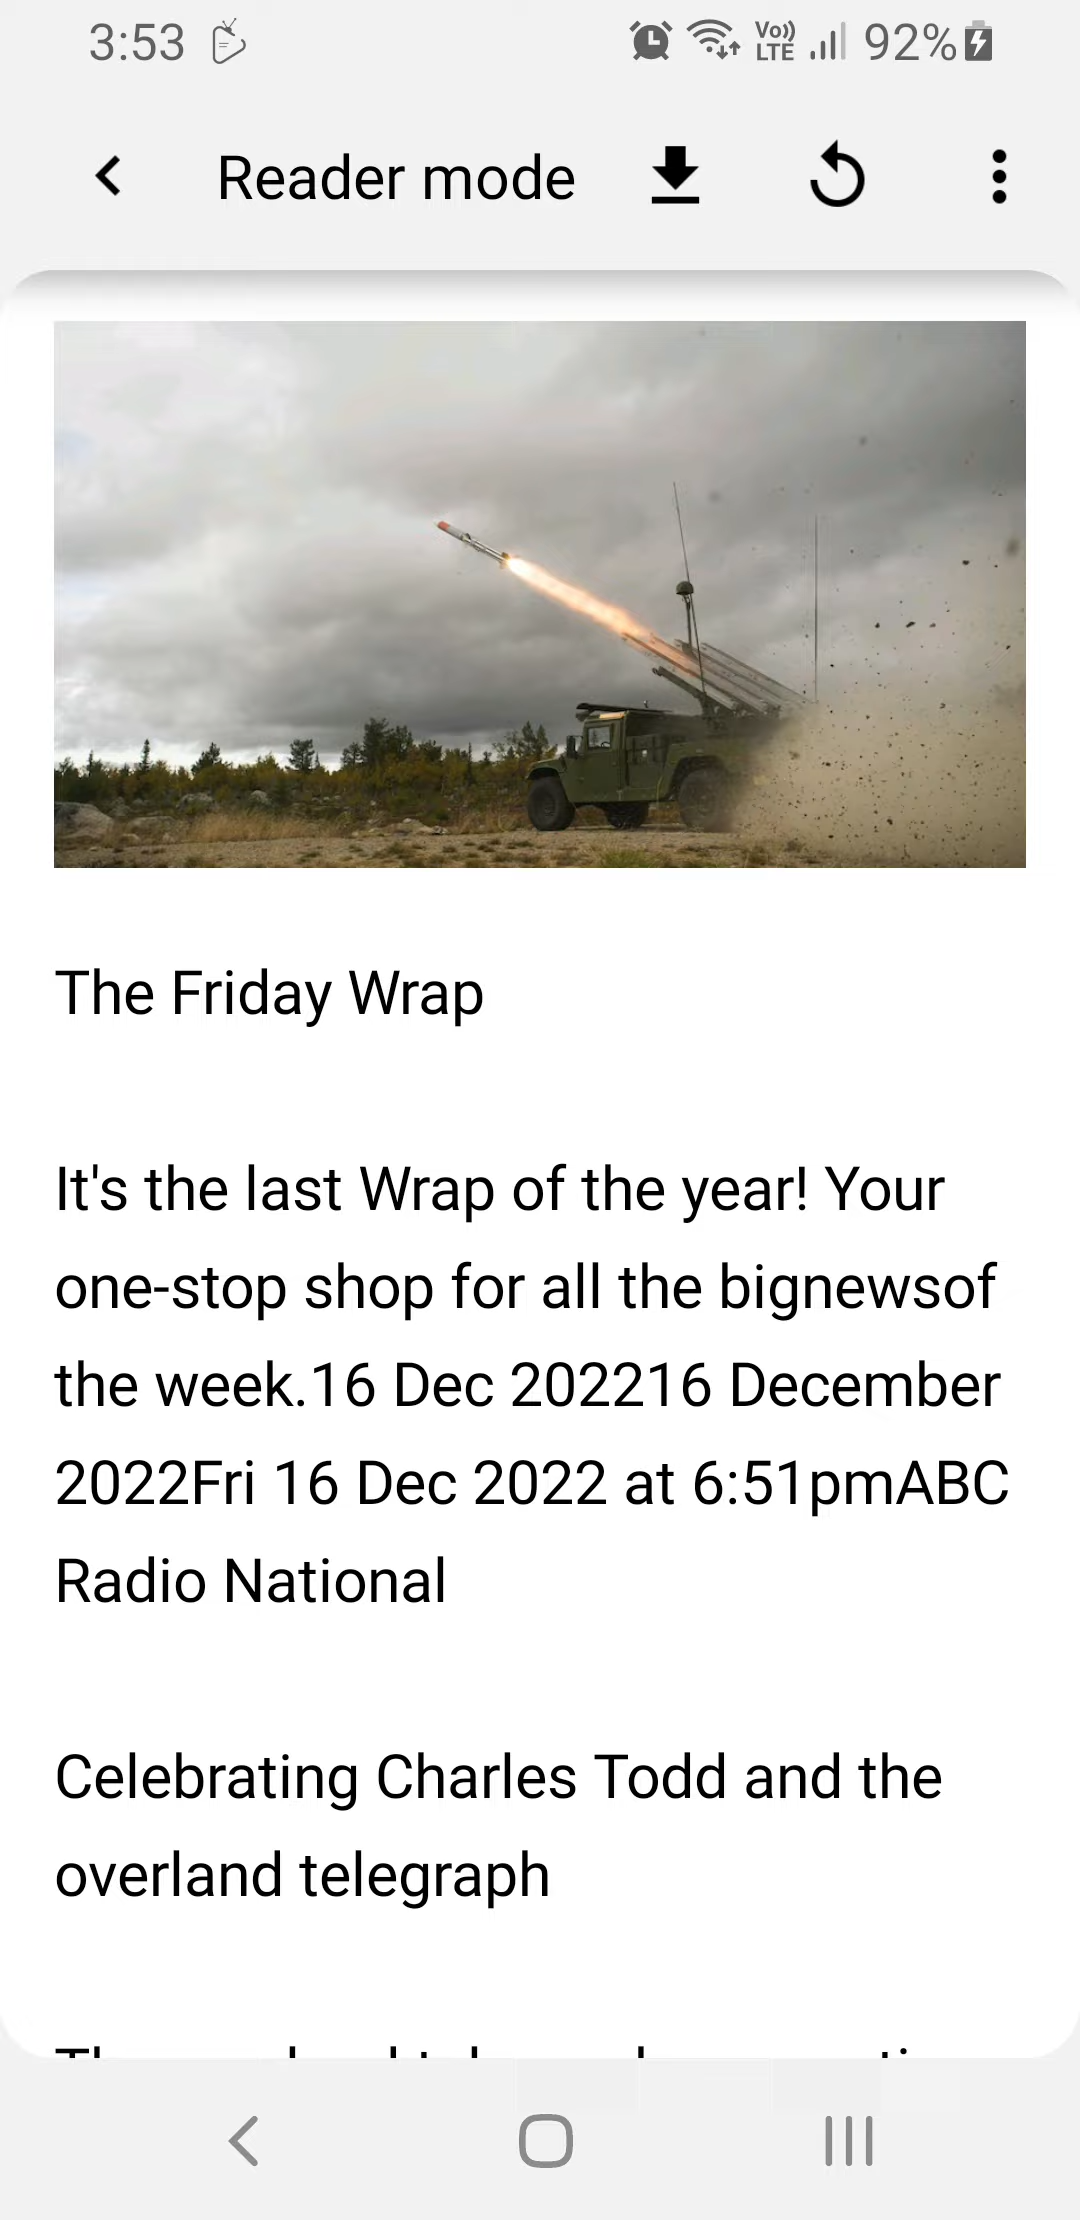 3:53
Vo)) LTE
92%
Reader mode
The Friday Wrap
It's the last Wrap of the year! Your
one-stop shop for all the bignewsof
the week.16 Dec 202216 December
2022Fri 16 Dec 2022 at 6:51pmABC
Radio National
Celebrating Charles Todd and the
overland telegraph